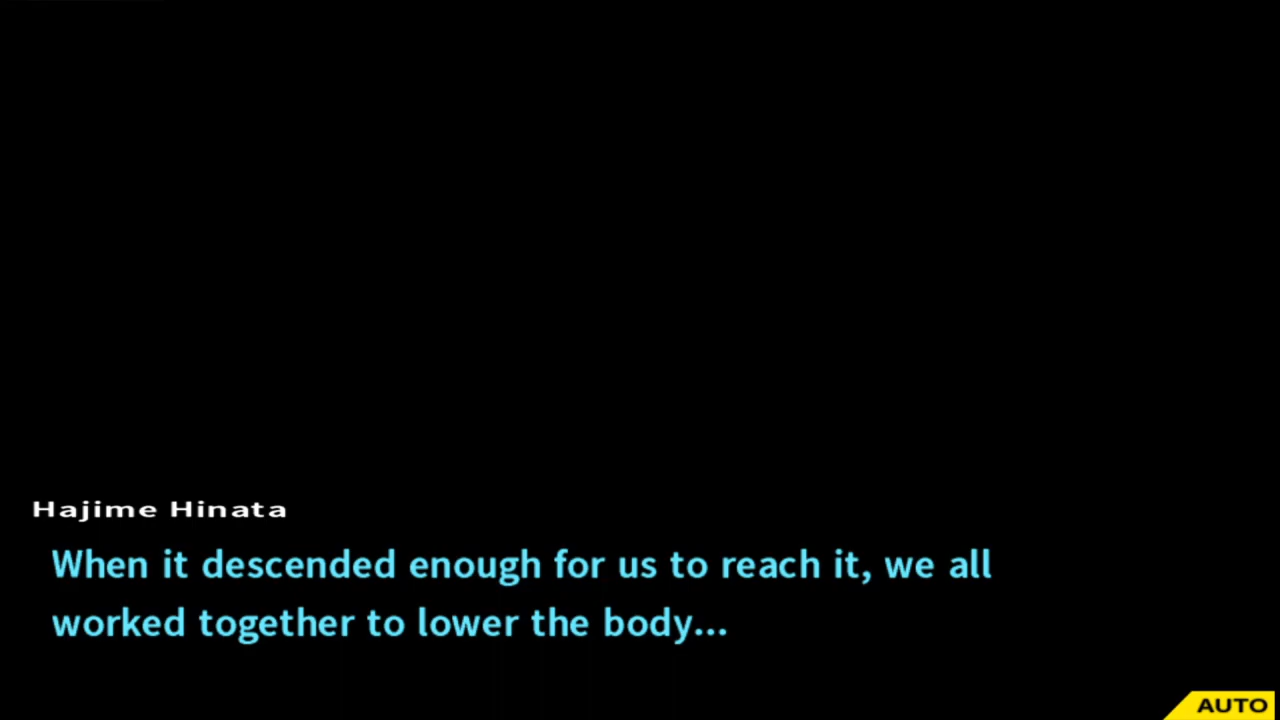 Hajime Hinata
When it descended enough for us to reach it, we all
worked together to lower the body...
AUTO